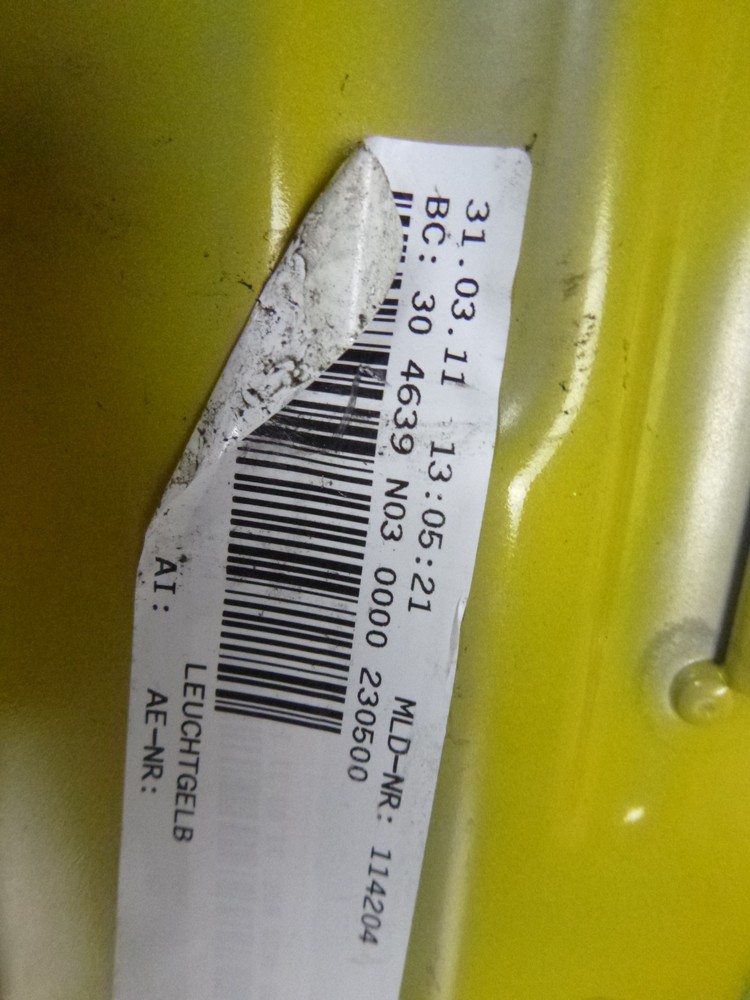 31.03.11 13:05:21 MLD-NR: 114204
BC: 30 4639 N03 0000 230500
LEUCHTGELB
AI: AE-NR: